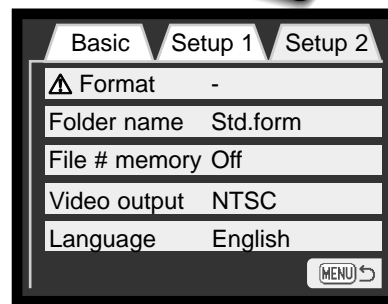 Basic Setup 1 Setup 2
Format -
Folder name Std.form
File # memory Off
Video output NTSC
Language English
MENU